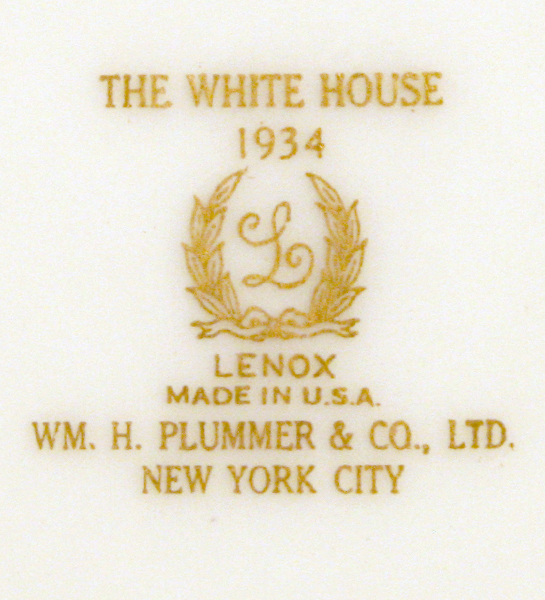 THE WHITE HOUSE
1934
L
LENOX
MADE IN U.S.A.
WM. H. PLUMMER & CO., LTD.
NEW YORK CITY